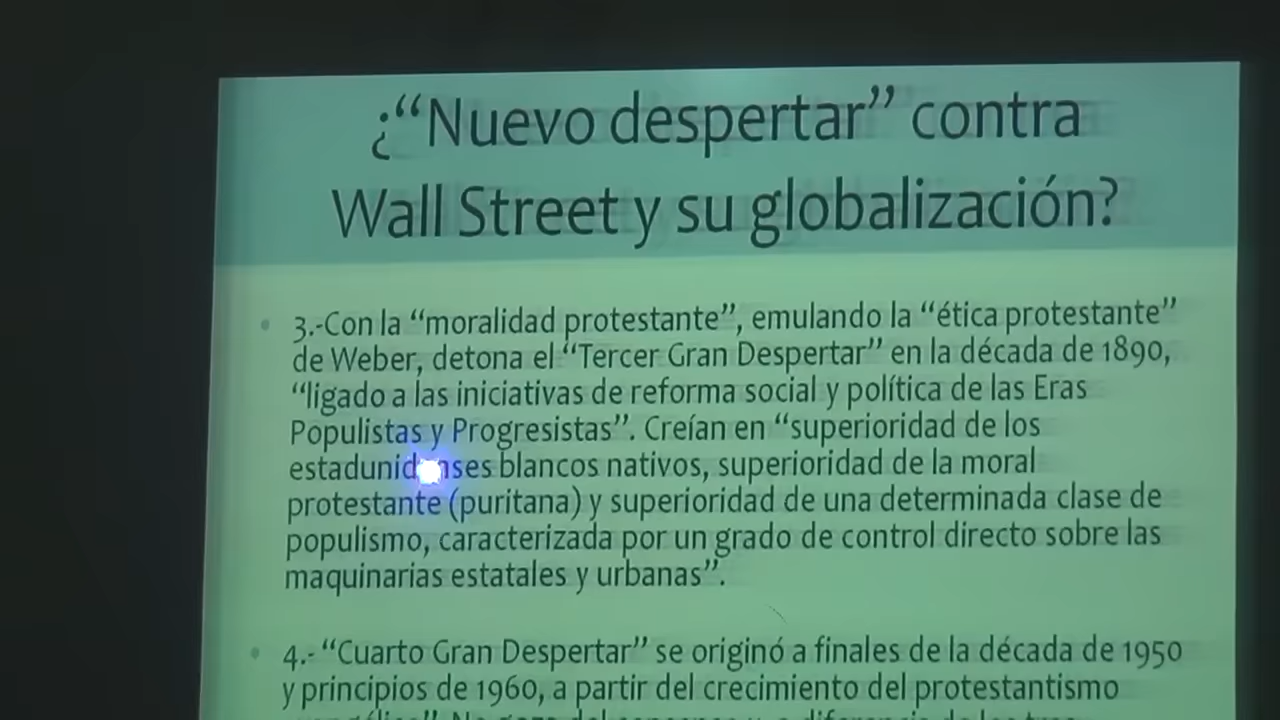 ¿“Nuevo despertar” contra
Wall Street y su globalización?
• 3.-Con la “moralidad protestante”, emulando la “ética protestante”
de Weber, detona el “Tercer Gran Despertar” en la década de 1890,
“ligado a las iniciativas de reforma social y política de las Eras
Populistas y Progresistas”. Creían en “superioridad de los
estadunidenses blancos nativos, superioridad de la moral
protestante (puritana) y superioridad de una determinada clase de
populismo, caracterizada por un grado de control directo sobre las
maquinarias estatales y urbanas”.
• 4.- “Cuarto Gran Despertar” se originó a finales de la década de 1950
y principios de 1960, a partir del crecimiento del protestantismo